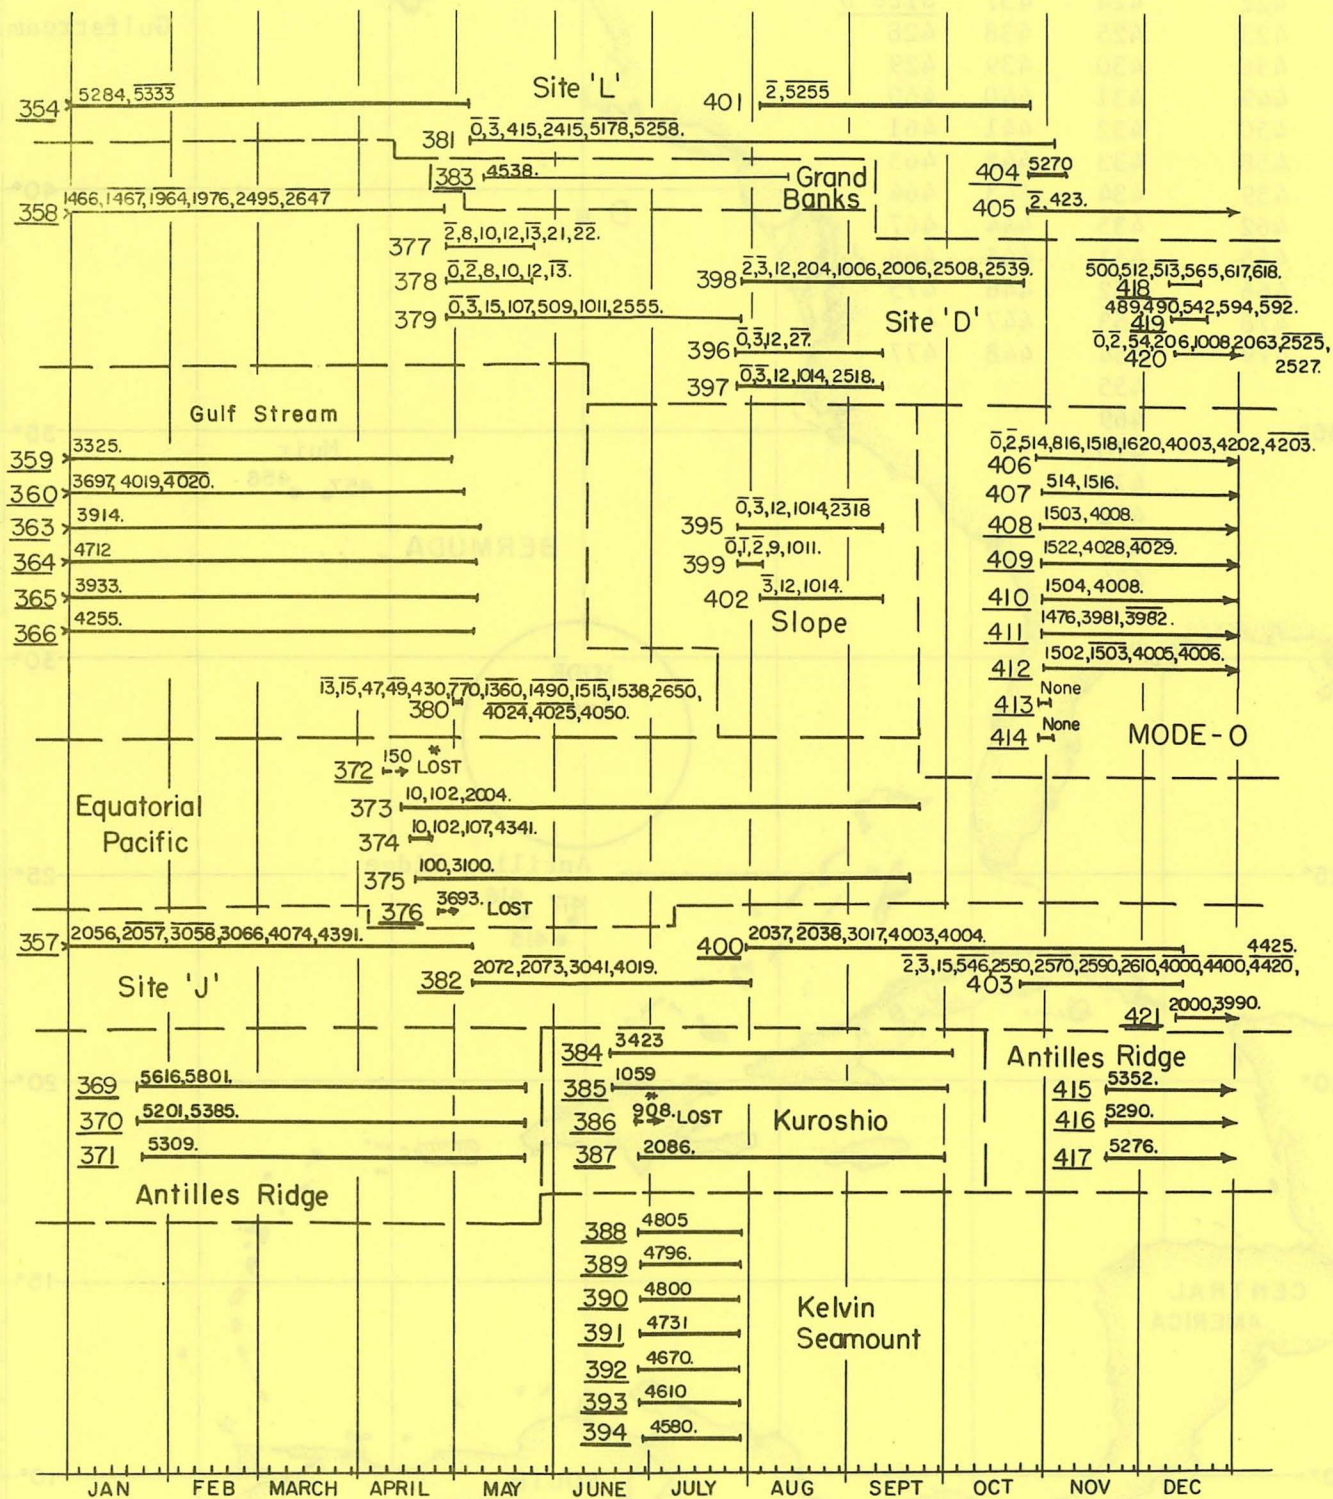 Site 'L'
354 5284,5333
401 2,5255
381 0,3,415,2415,5178,5258.
383 4538.
Grand
Banks
404 5270
405 2,423.
358 1466,1467,1964,1976,2495,2647
377 2,8,10,12,13,21,22.
378 0,2,8,10,12,13.
379 0,3,15,107,509,1011,2555.
398 2,3,12,204,1006,2006,2508,2539.
Site 'D'
396 0,3,12,27.
397 0,3,12,1014,2518.
500,512,513,565,617,618.
418
489,490,542,594,592.
419
0,2,54,206,1008,2063,2525,
420 2527.
Gulf Stream
359 3325.
360 3697,4019,4020.
363 3914.
364 4712
365 3933.
366 4255.
395 0,3,12,1014,2318
399 0,1,2,9,1011.
402 3,12,1014.
Slope
0,2,514,816,1518,1620,4003,4202,4203.
406
407 514,1516.
408 1503,4008.
409 1522,4028,4029.
410 1504,4008.
411 1476,3981,3982.
412 1502,1503,4005,4006.
413 None
414 None
MODE-O
13,15,47,49,430,770,1360,1490,1515,1538,2650,
380 4024,4025,4050.
372 150 * LOST
373 10,102,2004.
374 10,102,107,4341.
375 100,3100.
376 3693. LOST
Equatorial
Pacific
357 2056,2057,3058,3066,4074,4391.
382 2072,2073,3041,4019.
Site 'J'
400 2037,2038,3017,4003,4004. 4425.
2,3,15,546,2550,2570,2590,2610,4000,4400,4420,
403
421 2000,3990.
369 5616,5801.
370 5201,5385.
371 5309.
Antilles Ridge
384 3423
385 1059
386 908. * LOST
387 2086.
Kuroshio
Antilles Ridge
415 5352.
416 5290.
417 5276.
388 4805
389 4796.
390 4800
391 4731
392 4670.
393 4610
394 4580.
Kelvin
Seamount
JAN FEB MARCH APRIL MAY JUNE JULY AUG SEPT OCT NOV DEC